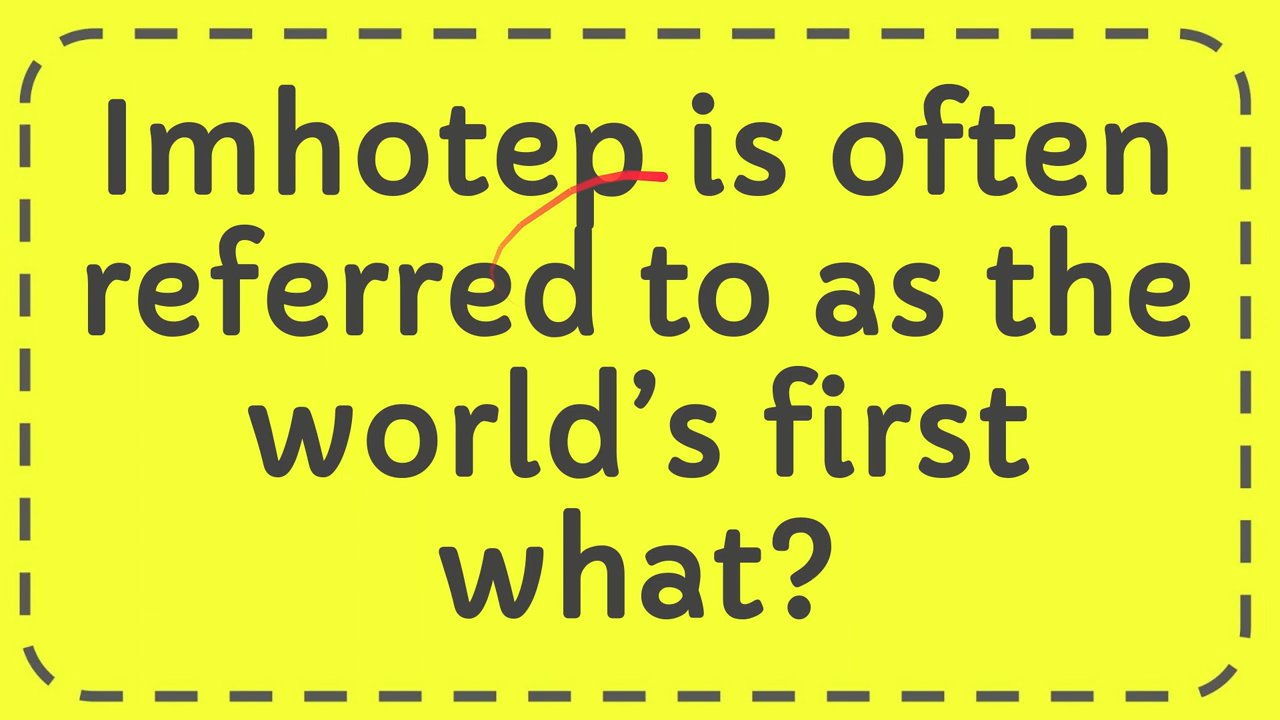 Imhotep is often
referred to as the
world’s first
what?